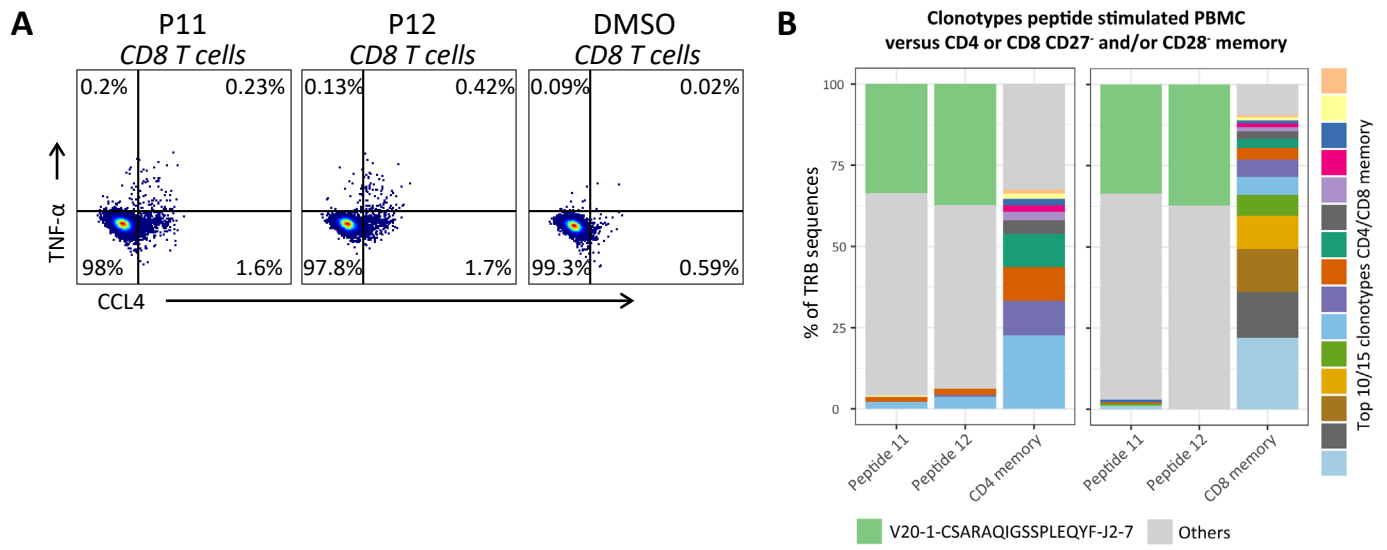 A
P11
CD8 T cells
P12
CD8 T cells
DMSO
CD8 T cells
0.2%
0.23%
98%
1.6%
0.13%
0.42%
97.8%
1.7%
0.09%
0.02%
99.3%
0.59%
TNF-α
CCL4
B
Clonotypes peptide stimulated PBMC
versus CD4 or CD8 CD27- and/or CD28- memory
% of TRB sequences
100
75
50
25
0
Peptide 11
Peptide 12
CD4 memory
Peptide 11
Peptide 12
CD8 memory
Top 10/15 clonotypes CD4/CD8 memory
V20-1-CSARAQIGSSPLEQYF-J2-7
Others